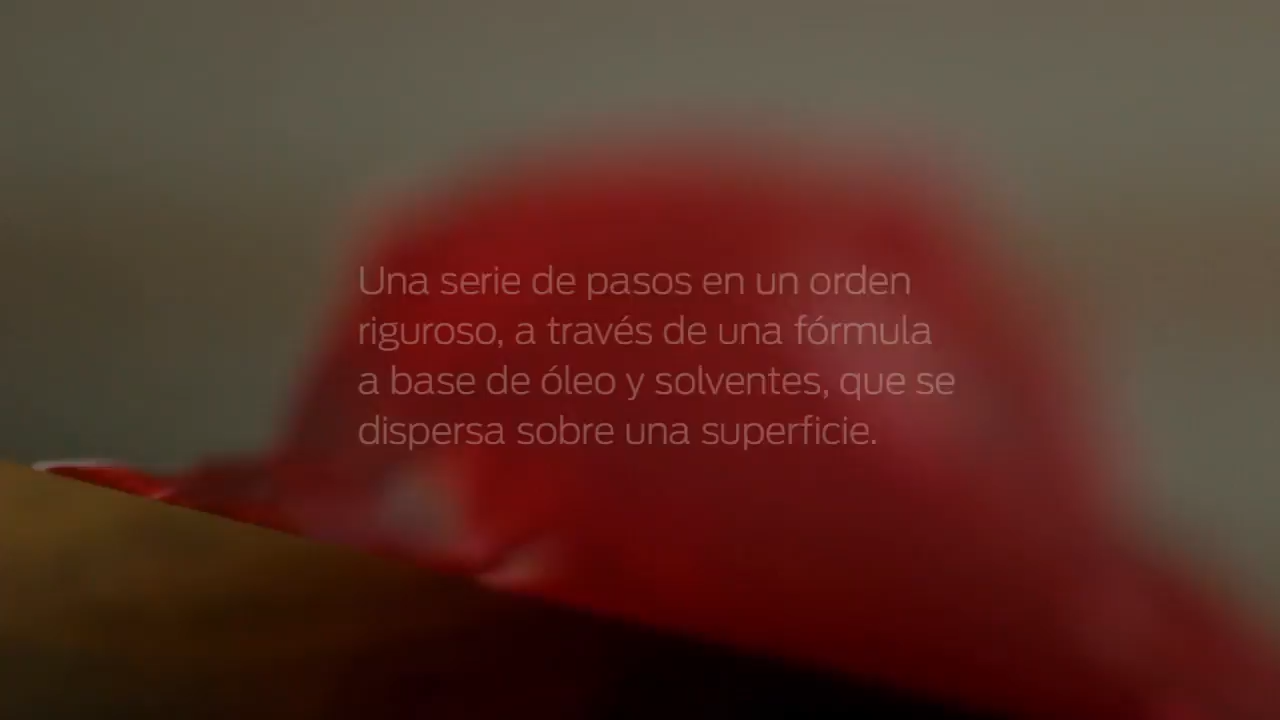 Una serie de pasos en un orden
riguroso, a través de una fórmula
a base de óleo y solventes, que se
dispersa sobre una superficie.